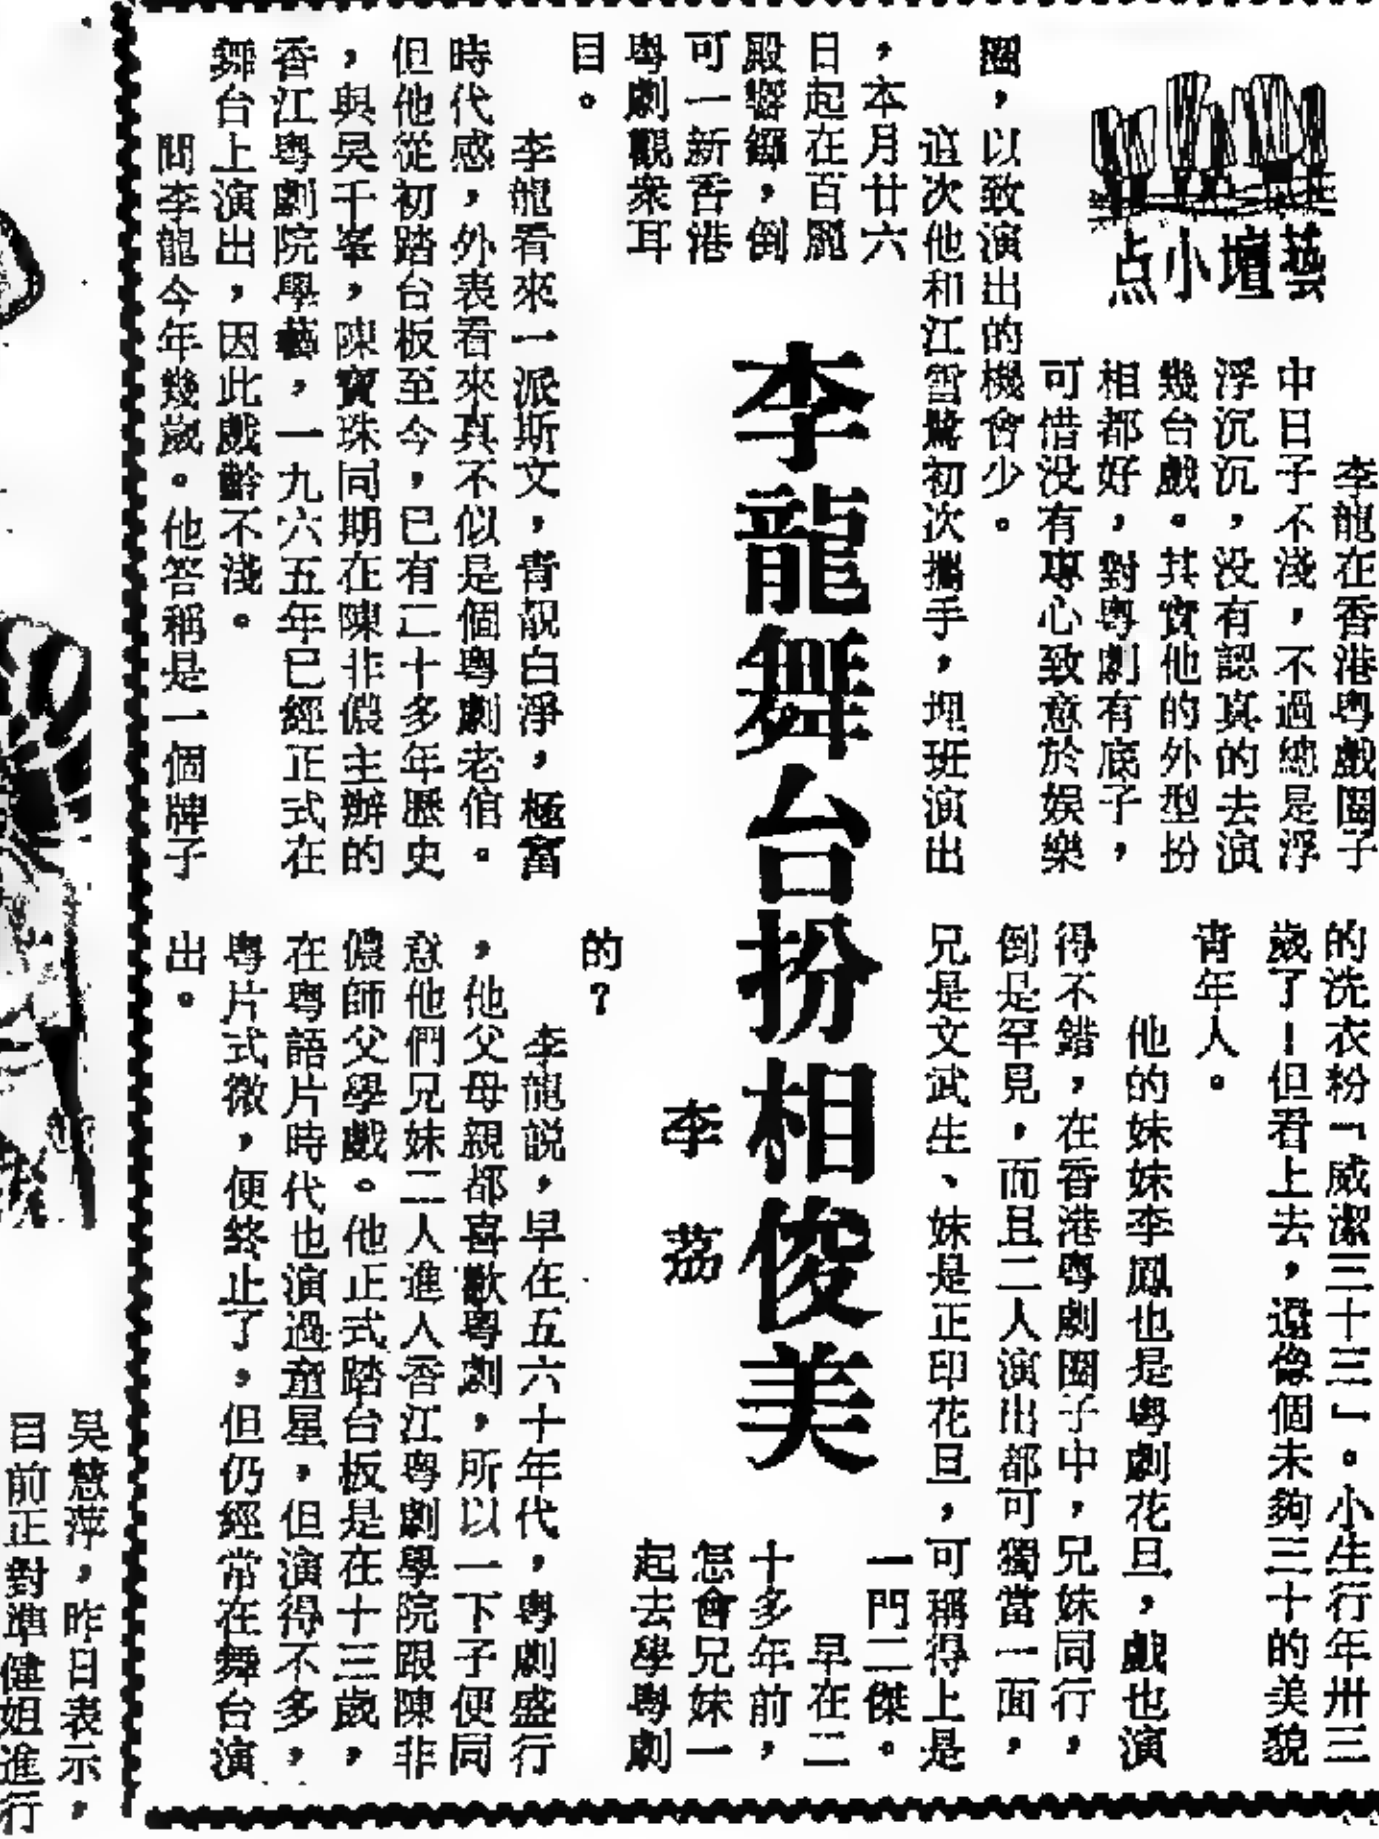 藝壇小点
李龍舞台扮相俊美
李荔
李龍在香港粵戲圈子
中日子不淺，不過總是浮
浮沉沉，没有認真的去演
幾台戲。其實他的外型扮
相都好，對粵劇有底子，
可惜没有專心致意於娛樂
圈，以致演出的機會少。
這次他和江雪鷺初次攜手，埋班演出
，本月廿六
日起在百麗
殿響鑼，倒
可一新香港
粵劇觀衆耳
目。
李龍看來一派斯文，青靚白淨，極富
時代感，外表看來真不似是個粵劇老倌。
但他從初踏台板至今，已有二十多年歷史
，與吴千峯，陳寶珠同期在陳非儂主辦的
香江粵劇院學藝，一九六五年已經正式在
舞台上演出，因此戲齡不淺。
問李龍今年幾歲。他答稱是一個牌子
的洗衣粉「威潔三十三」。小生行年卅三
歲了！但看上去，還像個未夠三十的美貌
青年人。
他的妹妹李鳳也是粵劇花旦，戲也演
得不錯，在香港粵劇圈子中，兄妹同行，
倒是罕見，而且二人演出都可獨當一面，
兄是文武生、妹是正印花旦，可稱得上是
一門二傑。
早在二
十多年前，
怎會兄妹一
起去學粵劇
的？
李龍説，早在五六十年代，粵劇盛行
，他父母親都喜歡粵劇，所以一下子便同
意他們兄妹二人進入香江粵劇學院跟陳非
儂師父學戲。他正式踏台板是在十三歲，
在粵語片時代也演過童星，但演得不多，
粵片式微，便終止了，但仍經常在舞台演
出。
吴慧萍，昨日表示，
目前正對準健妲進行